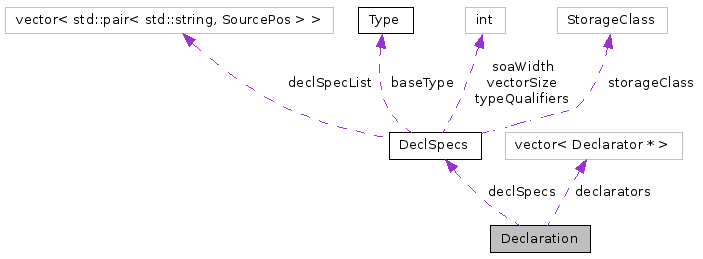 vector< std::pair< std::string, SourcePos > >
Type
int
StorageClass
declSpecList
baseType
soaWidth
vectorSize
typeQualifiers
storageClass
DeclSpecs
vector< Declarator * >
declSpecs
declarators
Declaration